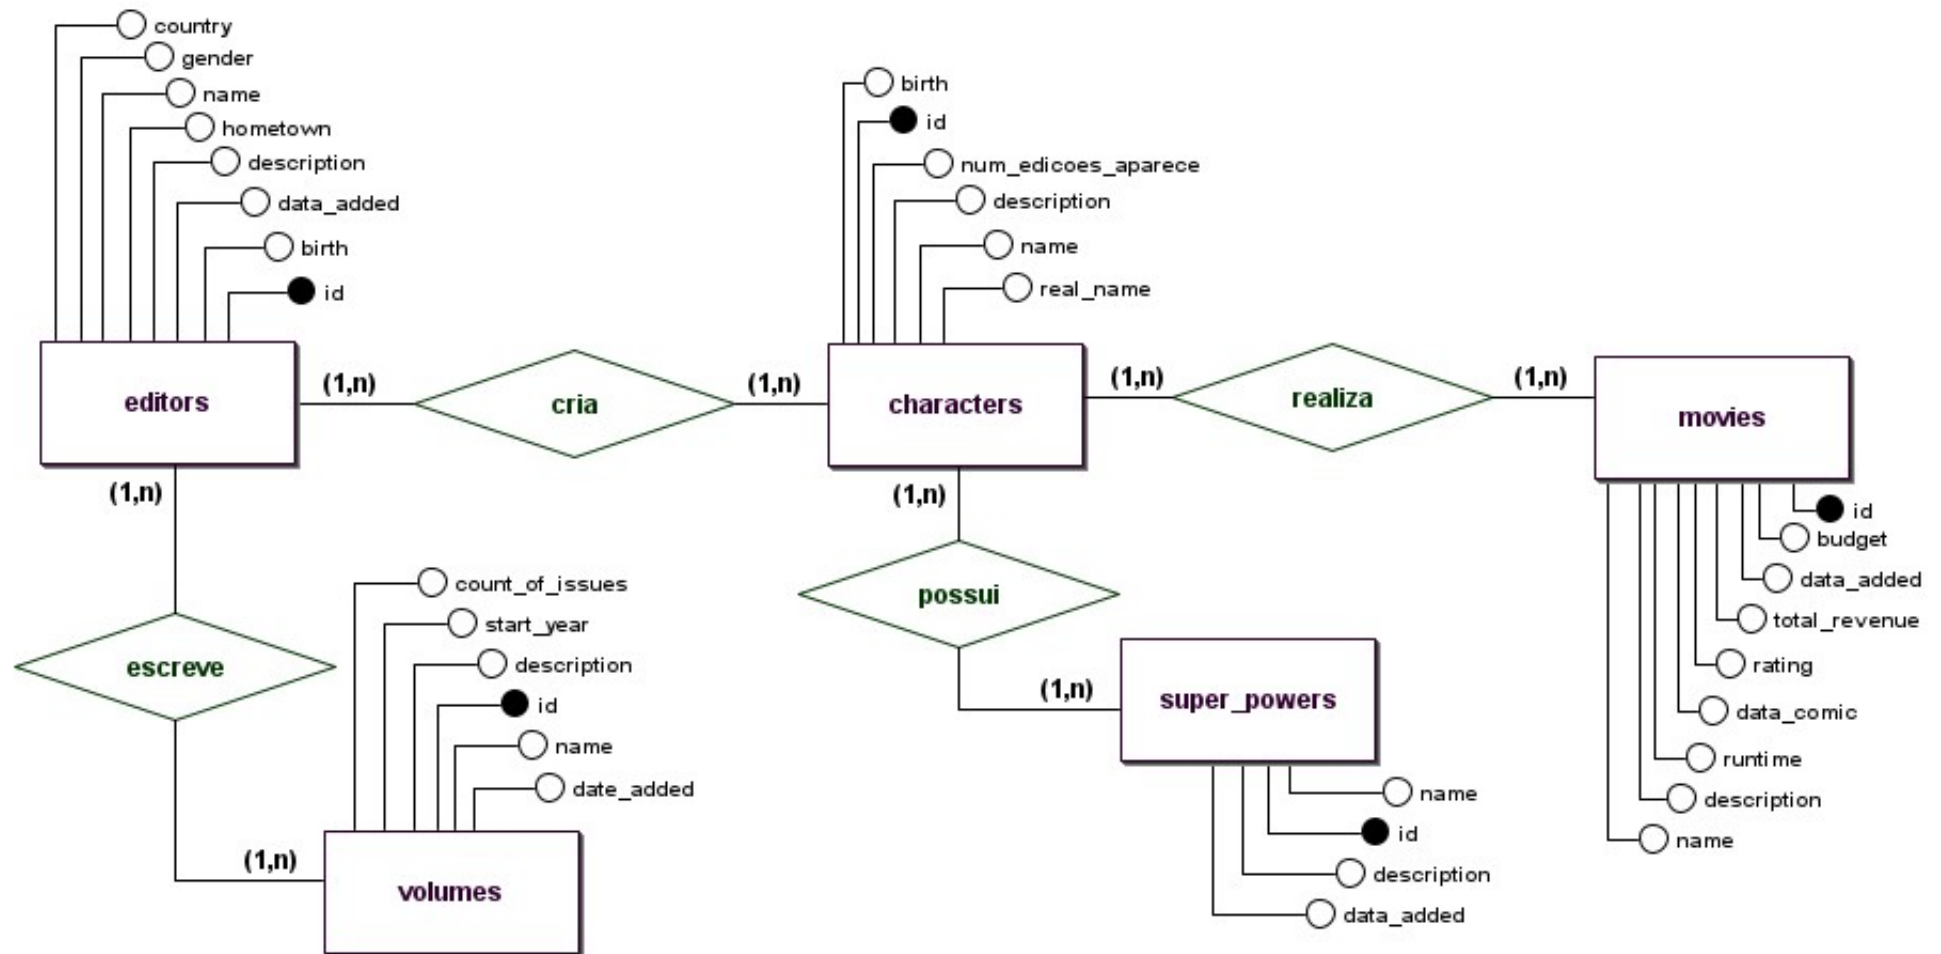 country
gender
name
hometown
description
data_added
birth
id
editors
(1,n)
cria
(1,n)
birth
id
num_edicoes_aparece
description
name
real_name
characters
(1,n)
realiza
(1,n)
movies
id
budget
data_added
total_revenue
rating
data_comic
runtime
description
name
(1,n)
escreve
(1,n)
count_of_issues
start_year
description
id
name
date_added
volumes
(1,n)
possui
(1,n)
super_powers
name
id
description
data_added